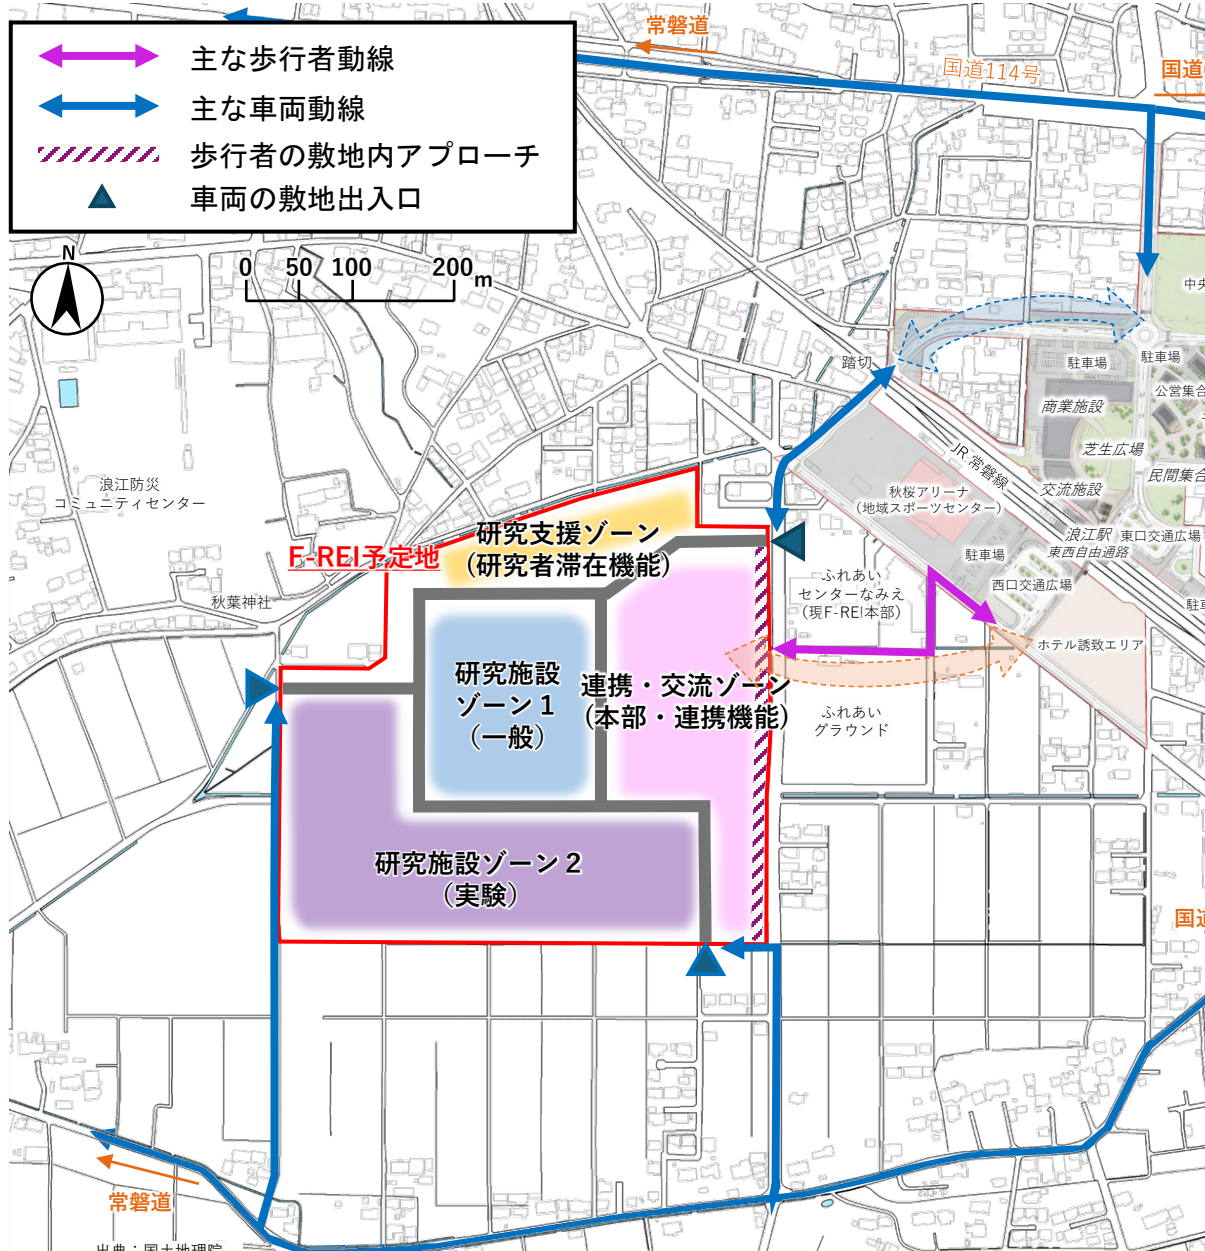 主な歩行者動線
主な車両動線
歩行者の敷地内アプローチ
車両の敷地出入口
N
0 50 100 200m
常磐道
国道114号
国道
中央
踏切
駐車場
駐車場
公営集合
商業施設
芝生広場
JR 常磐線
民間集合
交流施設
浪江防災
コミュニティセンター
秋桜アリーナ
(地域スポーツセンター)
浪江駅
東西自由通路
東口交通広場
駐車場
西口交通広場
駐車
F-REI予定地
研究支援ゾーン
(研究者滞在機能)
ふれあい
センターなみえ
(現F-REI本部)
秋葉神社
ホテル誘致エリア
研究施設
ゾーン1
(一般)
連携・交流ゾーン
(本部・連携機能)
ふれあい
グラウンド
研究施設ゾーン2
(実験)
国道
常磐道
出典：国土地理院